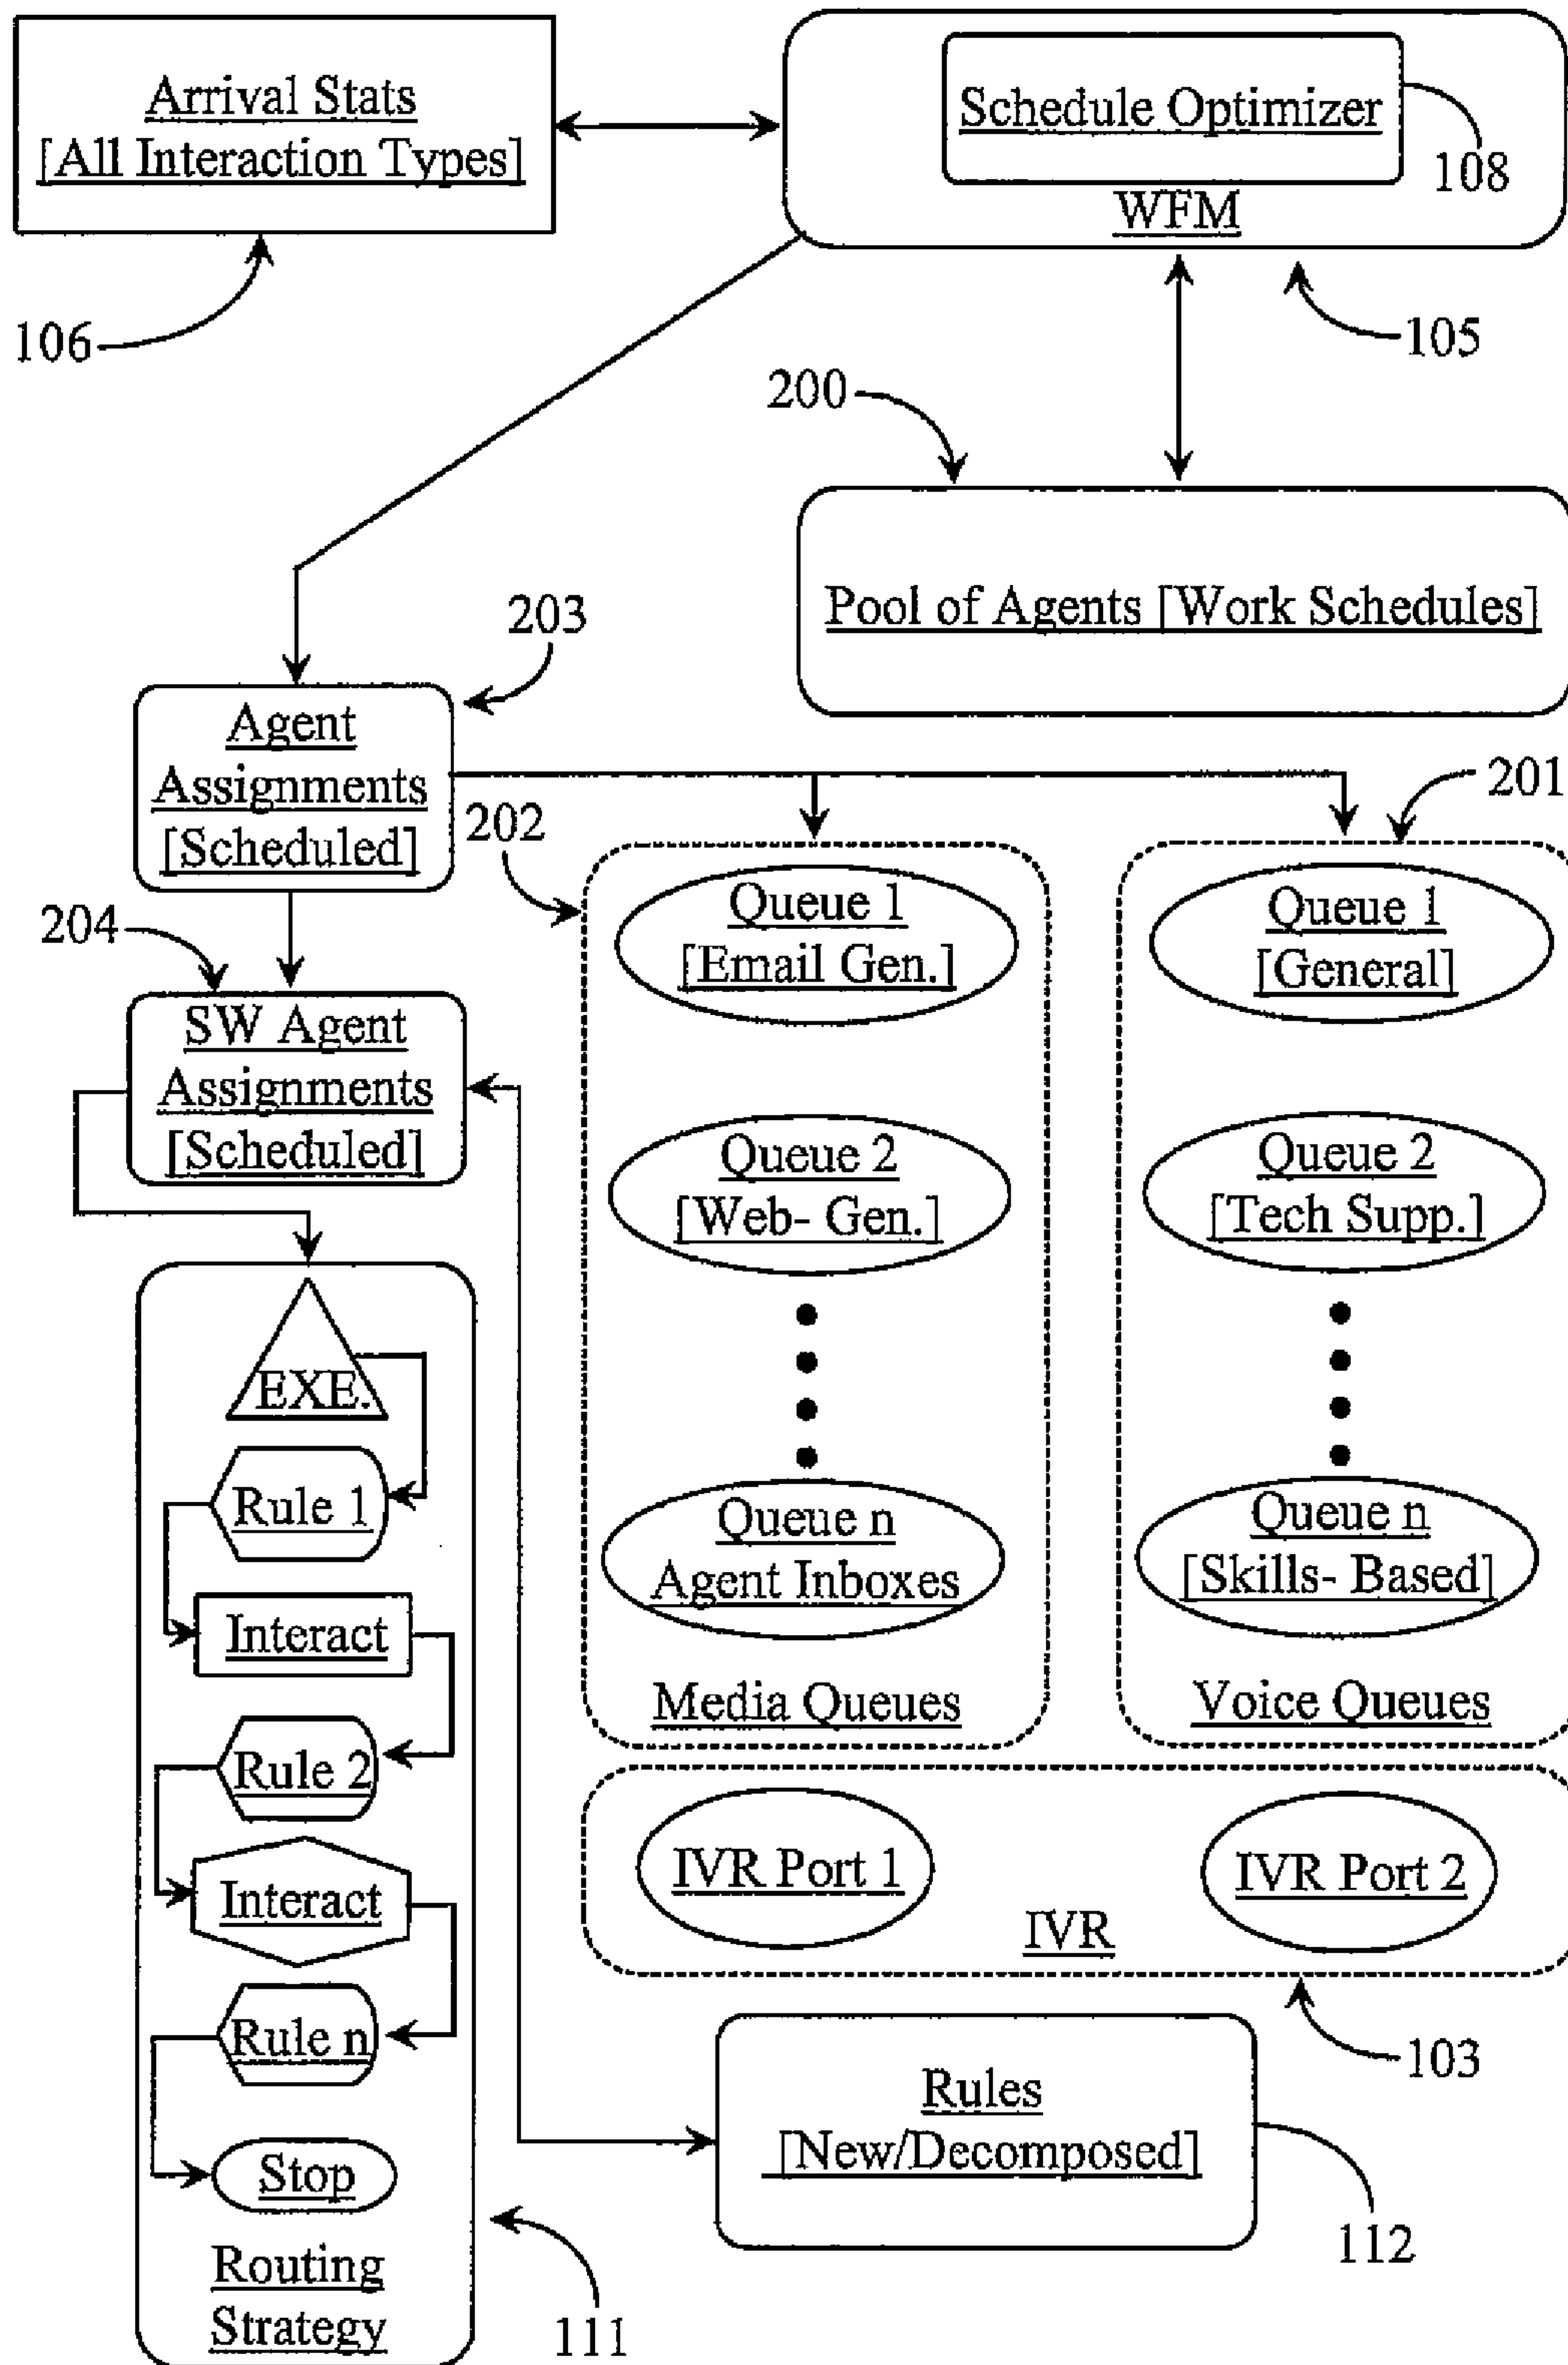 Arrival Stats
[All Interaction Types]
Schedule Optimizer
108
WFM
106
105
200
Pool of Agents [Work Schedules]
203
Agent
Assignments
[Scheduled]
202
201
204
SW Agent
Assignments
[Scheduled]
Queue 1
[Email Gen.]
Queue 2
[Web- Gen.]
Queue n
Agent Inboxes
Media Queues
Queue 1
[General]
Queue 2
[Tech Supp.]
Queue n
[Skills- Based]
Voice Queues
EXE.
Rule 1
Interact
Rule 2
Interact
Rule n
Stop
Routing
Strategy
111
IVR Port 1
IVR Port 2
IVR
103
Rules
[New/Decomposed]
112